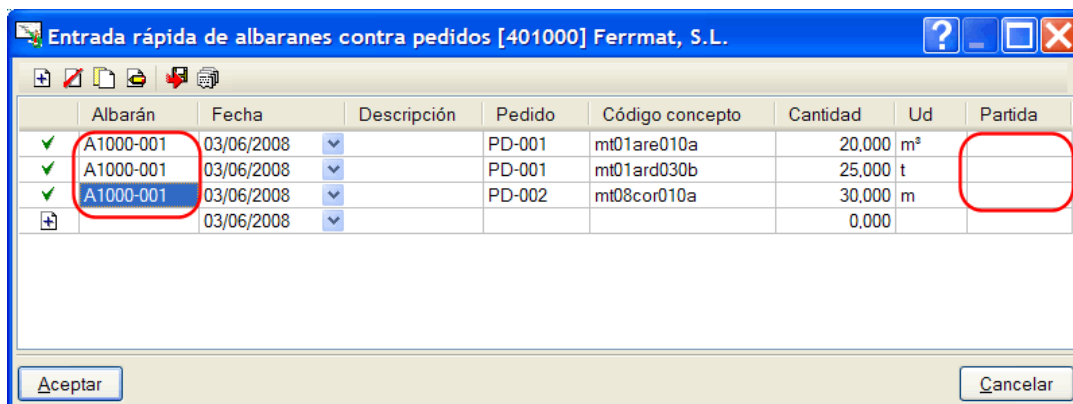 Entrada rápida de albaranes contra pedidos [401000] Ferrmat, S.L.
Albarán Fecha Descripción Pedido Código concepto Cantidad Ud Partida
A1000-001 03/06/2008 PD-001 mt01are010a 20,000 m³
A1000-001 03/06/2008 PD-001 mt01ard030b 25,000 t
A1000-001 03/06/2008 PD-002 mt08cor010a 30,000 m
03/06/2008 0,000
Aceptar Cancelar